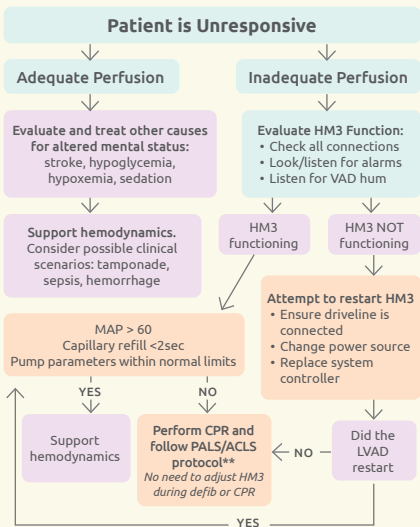 Patient is Unresponsive
Adequate Perfusion
Inadequate Perfusion
Evaluate and treat other causes
for altered mental status:
stroke, hypoglycemia,
hypoxemia, sedation
Evaluate HM3 Function:
• Check all connections
• Look/listen for alarms
• Listen for VAD hum
Support hemodynamics.
Consider possible clinical
scenarios: tamponade,
sepsis, hemorrhage
HM3
functioning
HM3 NOT
functioning
Attempt to restart HM3
• Ensure driveline is
connected
• Change power source
• Replace system
controller
MAP > 60
Capillary refill <2sec
Pump parameters within normal limits
YES
NO
Support
hemodynamics
Perform CPR and
follow PALS/ACLS
protocol**
No need to adjust HM3
during defib or CPR
NO
Did the
LVAD
restart
YES